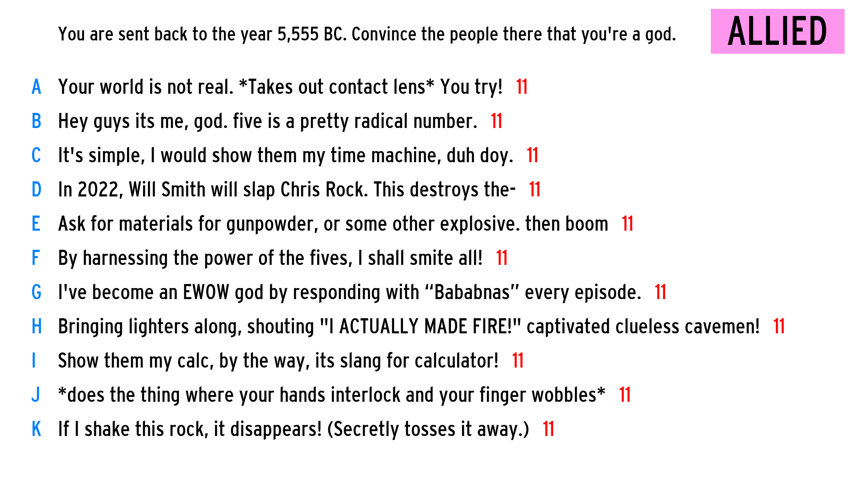 You are sent back to the year 5,555 BC. Convince the people there that you're a god.
ALLIED
A Your world is not real. *Takes out contact lens* You try! 11
B Hey guys its me, god. five is a pretty radical number. 11
C It's simple, I would show them my time machine, duh doy. 11
D In 2022, Will Smith will slap Chris Rock. This destroys the- 11
E Ask for materials for gunpowder, or some other explosive. then boom 11
F By harnessing the power of the fives, I shall smite all! 11
G I've become an EWOW god by responding with “Bababnas” every episode. 11
H Bringing lighters along, shouting "I ACTUALLY MADE FIRE!" captivated clueless cavemen! 11
I Show them my calc, by the way, its slang for calculator! 11
J *does the thing where your hands interlock and your finger wobbles* 11
K If I shake this rock, it disappears! (Secretly tosses it away.) 11